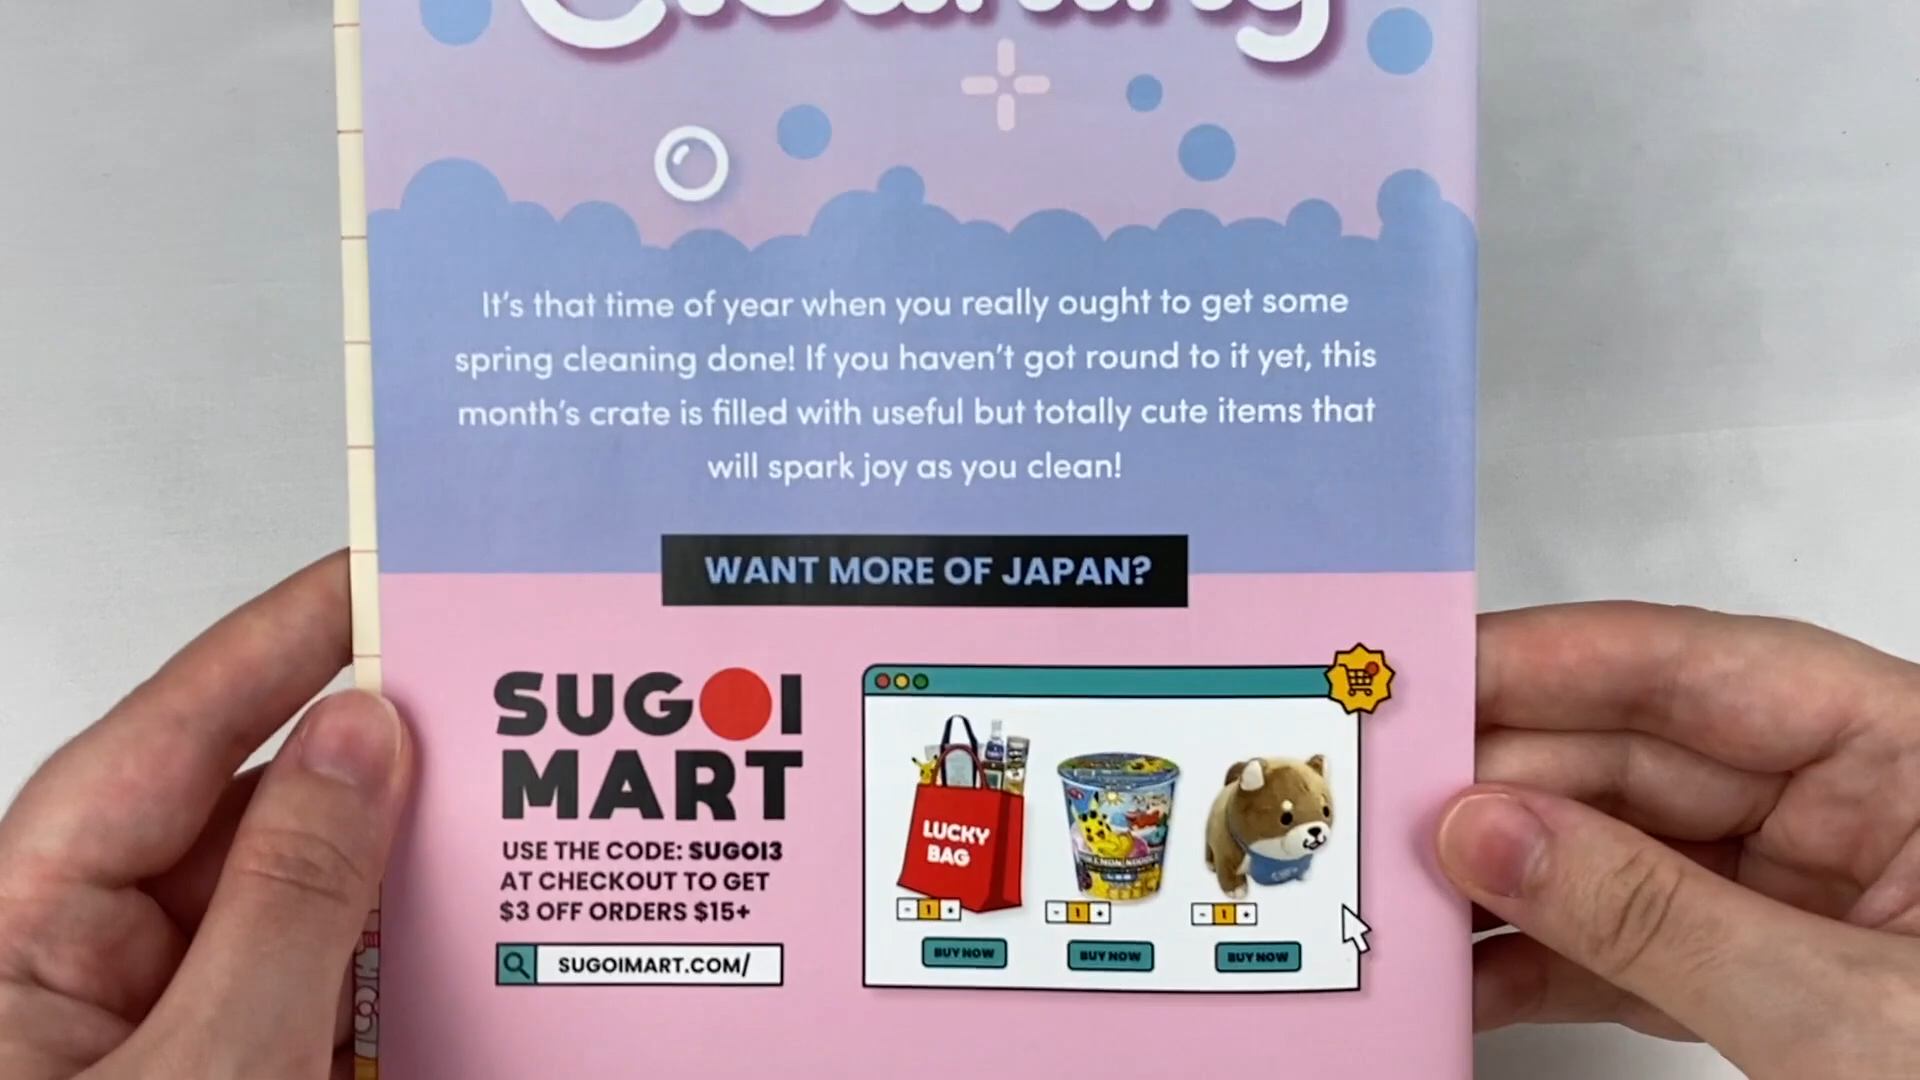 Cleaning
It's that time of year when you really ought to get some
spring cleaning done! If you haven't got round to it yet, this
month's crate is filled with useful but totally cute items that
will spark joy as you clean!
WANT MORE OF JAPAN?
SUGOI
MART
USE THE CODE: SUGOI3
AT CHECKOUT TO GET
$3 OFF ORDERS $15+
SUGOIMART.COM/
LUCKY
BAG
- 1 +
- 1 +
- 1 +
BUY NOW
BUY NOW
BUY NOW